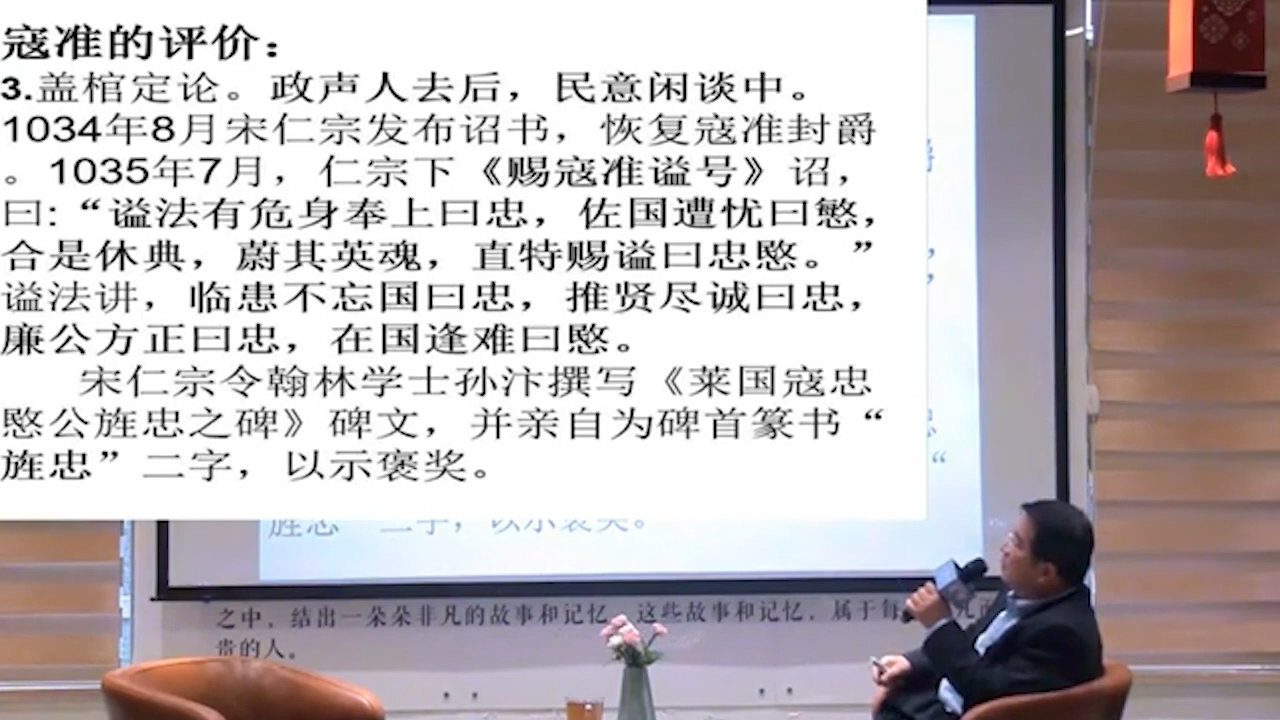 寇准的评价：
3.盖棺定论。政声人去后，民意闲谈中。
1034年8月宋仁宗发布诏书，恢复寇准封爵
。1035年7月，仁宗下《赐寇准谥号》诏，
曰：“谥法有危身奉上曰忠，佐国遭忧曰慜，
合是休典，蔚其英魂，直特赐谥曰忠愍。”
谥法讲，临患不忘国曰忠，推贤尽诚曰忠，
廉公方正曰忠，在国逢难曰愍。
宋仁宗令翰林学士孙汴撰写《莱国寇忠
愍公旌忠之碑》碑文，并亲自为碑首篆书“
旌忠”二字，以示褒奖。
旌忠”二字，以示褒奖。
之中，结出一朵朵非凡的故事和记忆。这些故事和记忆，属于每
贵的人。